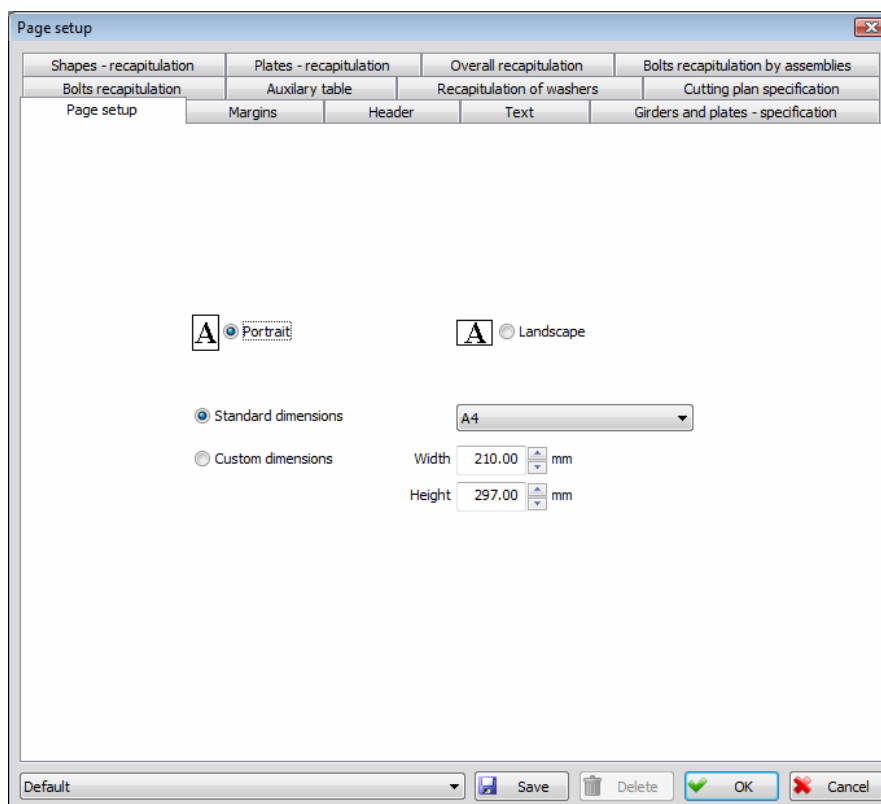 Page setup
Shapes - recapitulation Plates - recapitulation Overall recapitulation Bolts recapitulation by assemblies
Bolts recapitulation Auxilary table Recapitulation of washers Cutting plan specification
Page setup Margins Header Text Girders and plates - specification
A Portrait A Landscape
Standard dimensions A4
Custom dimensions Width 210.00 mm
Height 297.00 mm
Default Save Delete OK Cancel